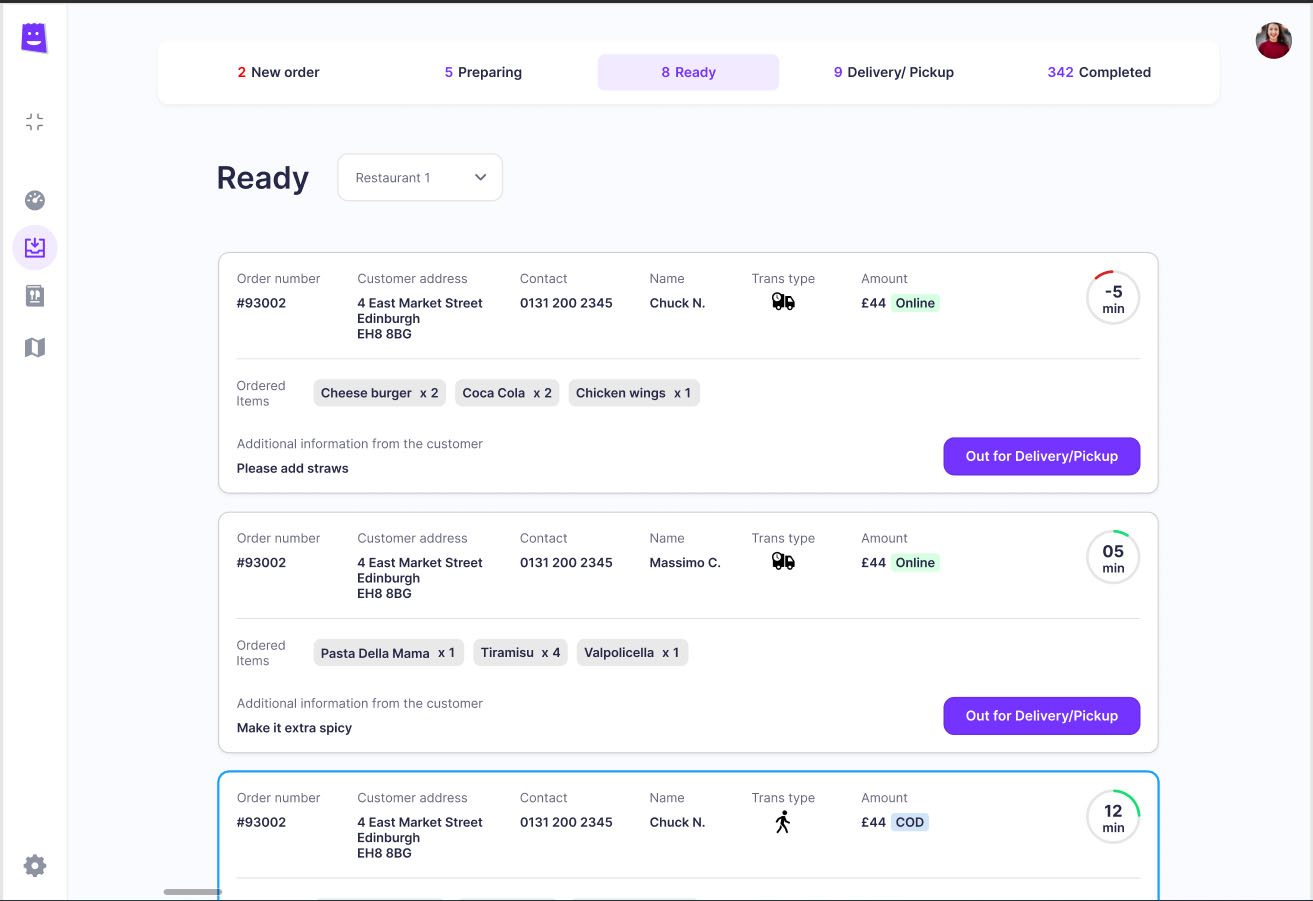 2 New order
5 Preparing
8 Ready
9 Delivery/ Pickup
342 Completed
Ready
Restaurant 1
Order number
Customer address
Contact
Name
Trans type
Amount
#93002
4 East Market Street
Edinburgh
EH8 8BG
0131 200 2345
Chuck N.
£44 Online
-5
min
Ordered
Items
Cheese burger x 2
Coca Cola x 2
Chicken wings x 1
Additional information from the customer
Please add straws
Out for Delivery/Pickup
Order number
Customer address
Contact
Name
Trans type
Amount
#93002
4 East Market Street
Edinburgh
EH8 8BG
0131 200 2345
Massimo C.
£44 Online
05
min
Ordered
Items
Pasta Della Mama x 1
Tiramisu x 4
Valpolicella x 1
Additional information from the customer
Make it extra spicy
Out for Delivery/Pickup
Order number
Customer address
Contact
Name
Trans type
Amount
#93002
4 East Market Street
Edinburgh
EH8 8BG
0131 200 2345
Chuck N.
£44 COD
12
min